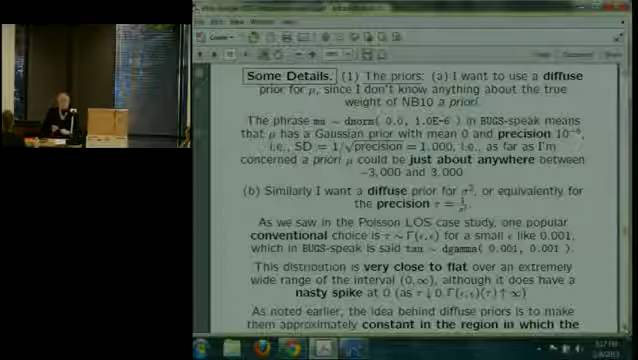 Some Details. (1) The priors: (a) I want to use a diffuse
prior for μ, since I don't know anything about the true
weight of NB10 a priori.
The phrase mu ~ dnorm( 0.0, 1.0E-6 ) in BUGS-speak means
that μ has a Gaussian prior with mean 0 and precision 10⁻⁶,
i.e., SD = 1/√precision = 1,000, i.e., as far as I'm
concerned a priori μ could be just about anywhere between
−3,000 and 3,000
(b) Similarly I want a diffuse prior for σ², or equivalently for
the precision τ = 1/σ².
As we saw in the Poisson LOS case study, one popular
conventional choice is τ ~ Γ(ε, ε) for a small ε like 0.001,
which in BUGS-speak is said tau ~ dgamma( 0.001, 0.001 ).
This distribution is very close to flat over an extremely
wide range of the interval (0, ∞), although it does have a
nasty spike at 0 (as τ ↓ 0, Γ(ε, ε)(τ) ↑ ∞)
As noted earlier, the idea behind diffuse priors is to make
them approximately constant in the region in which the